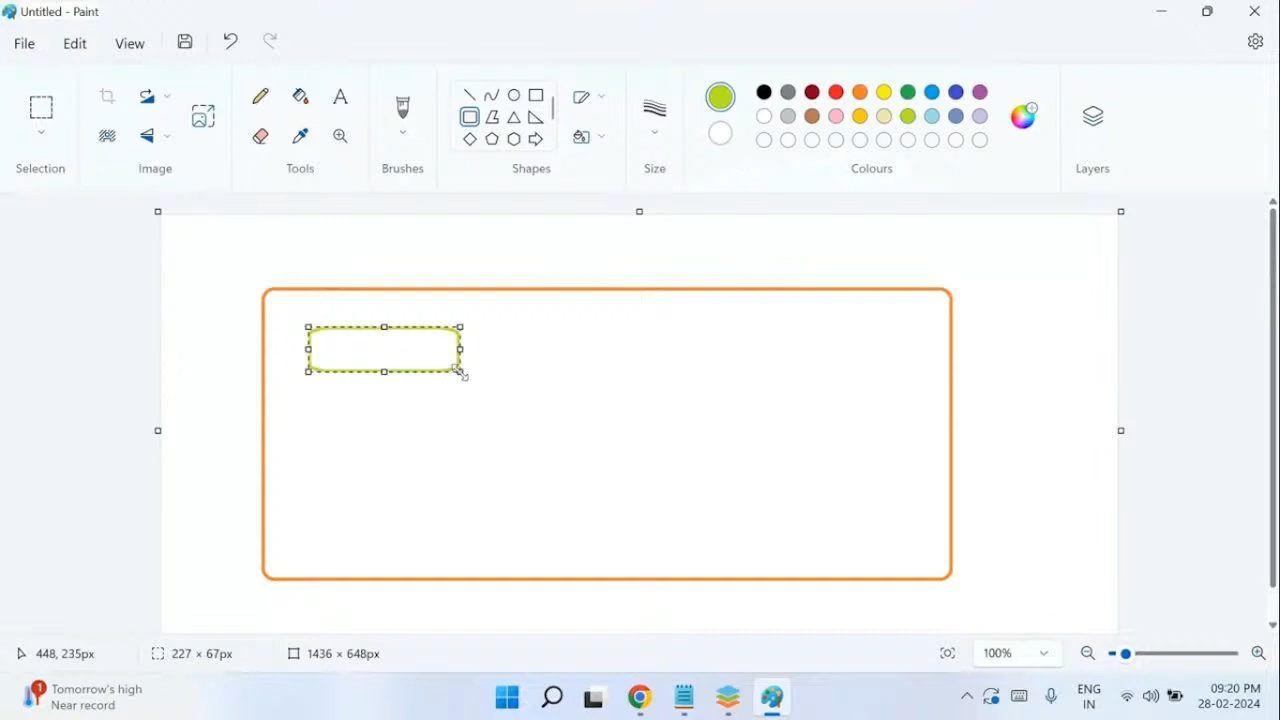 Untitled - Paint
File Edit View
Selection Image Tools Brushes Shapes Size Colours Layers
448, 235px 227 × 67px 1436 × 648px 100%
1 Tomorrow's high ENG 09:20 PM
Near record IN 28-02-2024